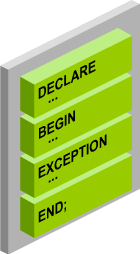 DECLARE
...
BEGIN
...
EXCEPTION
...
END;